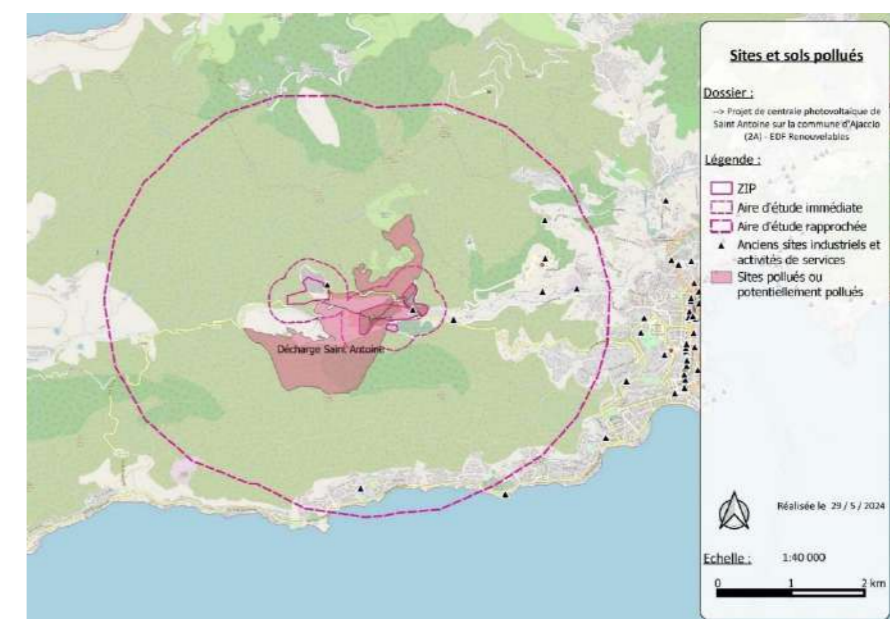 Sites et sols pollués
Dossier :
--> Projet de centrale photovoltaique de
Saint Antoine sur la commune d'Ajaccio
(2A) - EDF Renouvelables
Légende :
ZIP
Aire d'étude immédiate
Aire d'étude rapprochée
Anciens sites industriels et
activités de services
Sites pollués ou
potentiellement pollués
Décharge Saint Antoine
Réalisée le 29 / 5 / 2024
Echelle : 1:40 000
0 1 2 km